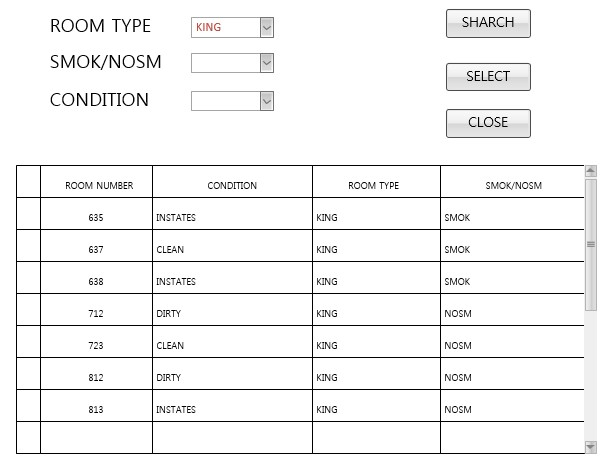 ROOM TYPE KING SHARCH
SMOK/NOSM SELECT
CONDITION CLOSE
ROOM NUMBER CONDITION ROOM TYPE SMOK/NOSM
635 INSTATES KING SMOK
637 CLEAN KING SMOK
638 INSTATES KING SMOK
712 DIRTY KING NOSM
723 CLEAN KING NOSM
812 DIRTY KING NOSM
813 INSTATES KING NOSM